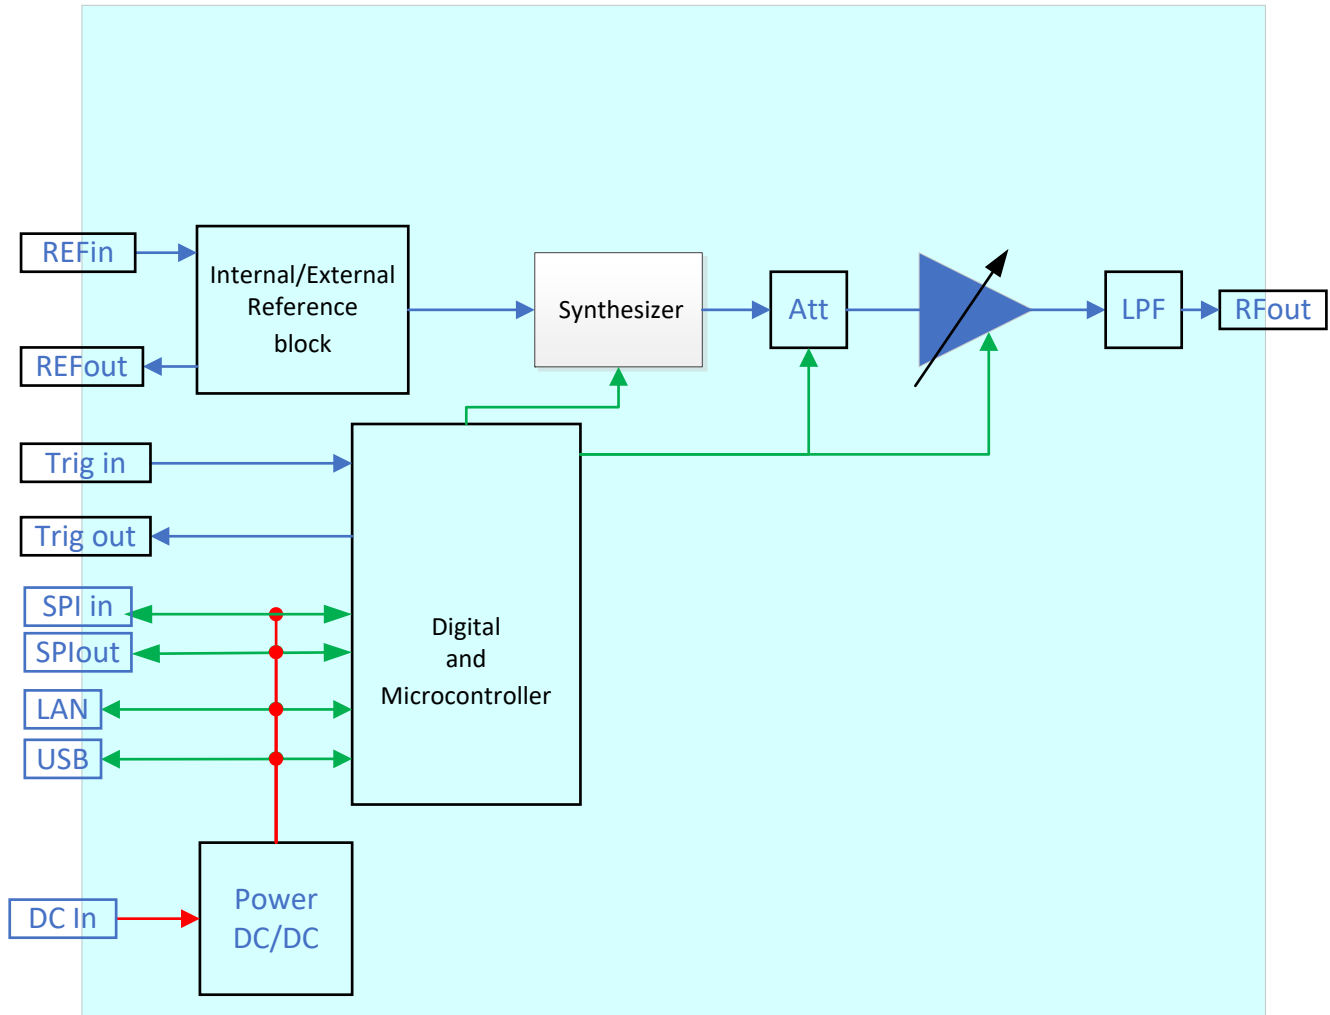 REFin
Internal/External
Reference
block
REFout
Synthesizer
Att
LPF
RFout
Trig in
Trig out
SPI in
SPIout
LAN
USB
Digital
and
Microcontroller
DC In
Power
DC/DC